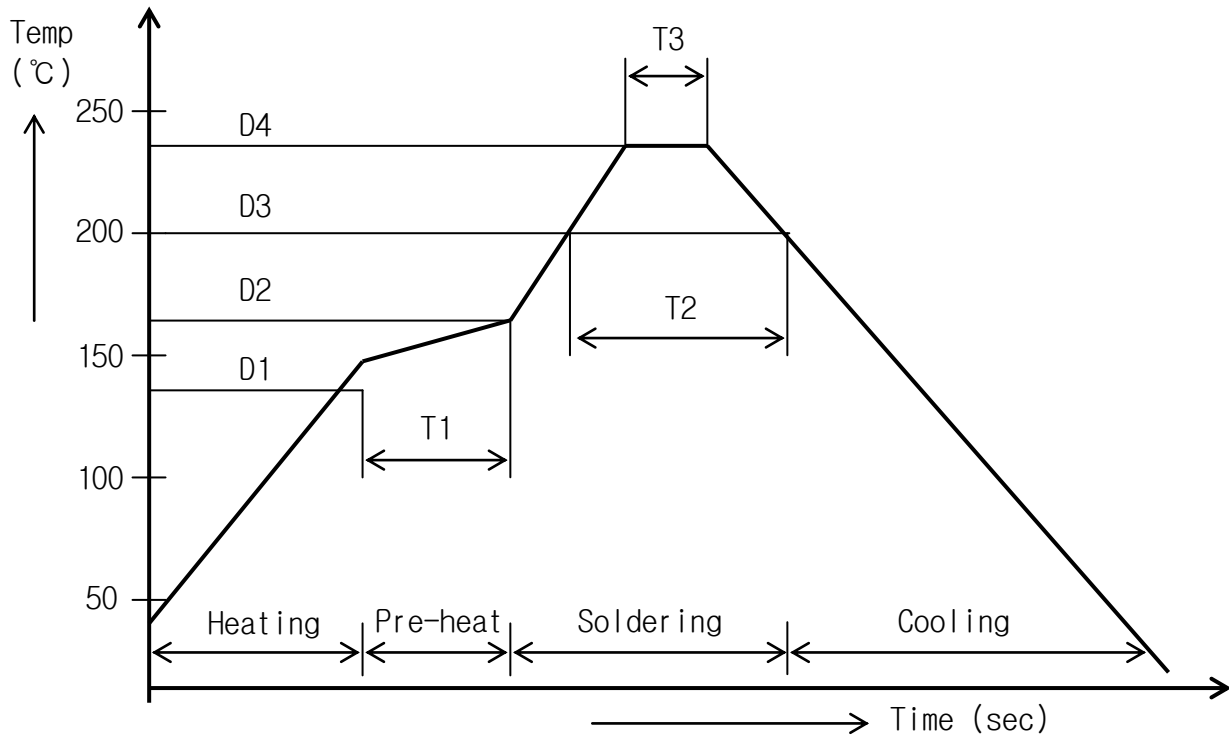 Temp
(℃)
T3
250
D4
D3
200
D2
T2
150
D1
T1
100
50
Heating
Pre-heat
Soldering
Cooling
Time (sec)